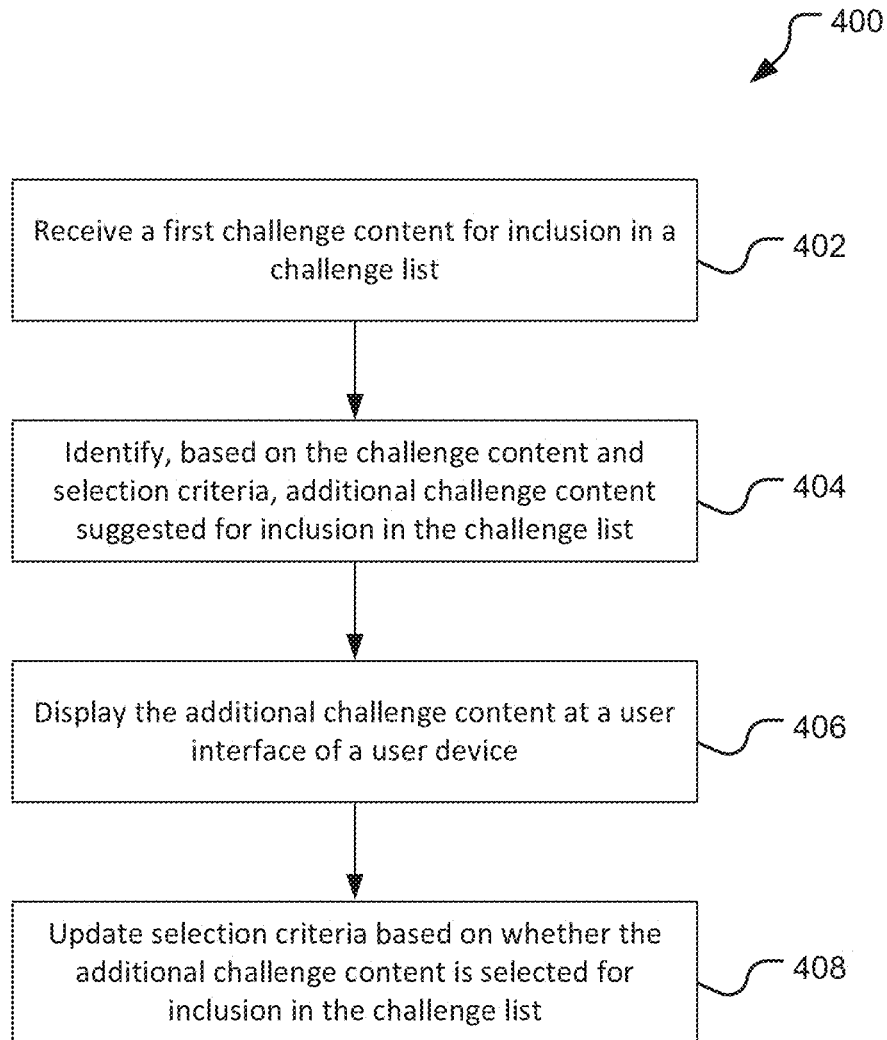 400
Receive a first challenge content for inclusion in a
challenge list
402
Identify, based on the challenge content and
selection criteria, additional challenge content
suggested for inclusion in the challenge list
404
Display the additional challenge content at a user
interface of a user device
406
Update selection criteria based on whether the
additional challenge content is selected for
inclusion in the challenge list
408